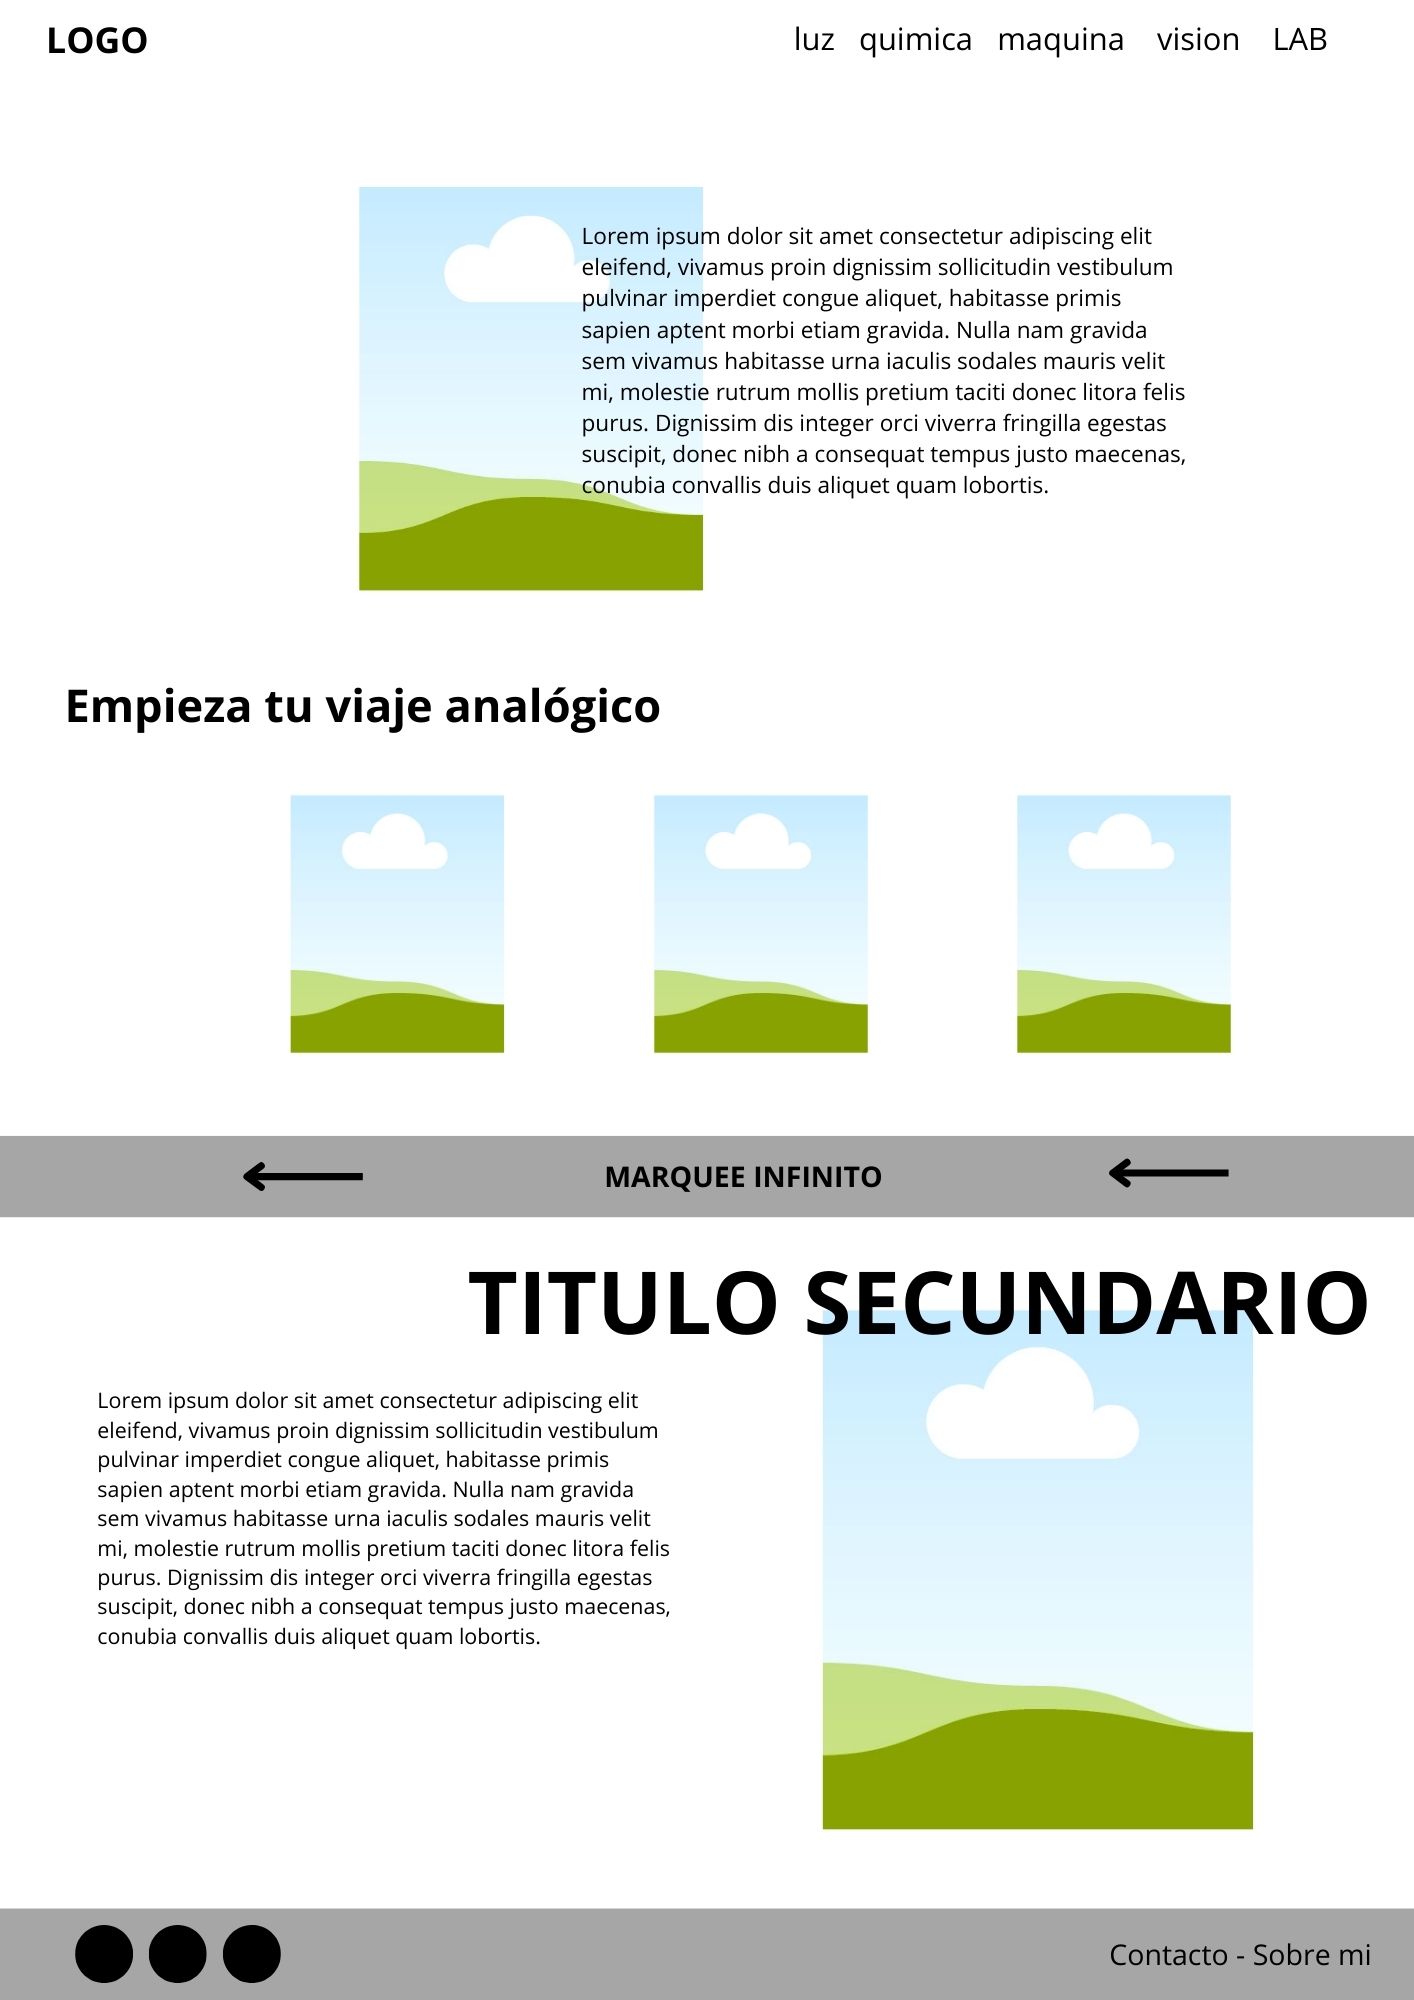 LOGO
luz quimica maquina vision LAB
Lorem ipsum dolor sit amet consectetur adipiscing elit
eleifend, vivamus proin dignissim sollicitudin vestibulum
pulvinar imperdiet congue aliquet, habitasse primis
sapien aptent morbi etiam gravida. Nulla nam gravida
sem vivamus habitasse urna iaculis sodales mauris velit
mi, molestie rutrum mollis pretium taciti donec litora felis
purus. Dignissim dis integer orci viverra fringilla egestas
suscipit, donec nibh a consequat tempus justo maecenas,
conubia convallis duis aliquet quam lobortis.
Empieza tu viaje analógico
MARQUEE INFINITO
TITULO SECUNDARIO
Lorem ipsum dolor sit amet consectetur adipiscing elit
eleifend, vivamus proin dignissim sollicitudin vestibulum
pulvinar imperdiet congue aliquet, habitasse primis
sapien aptent morbi etiam gravida. Nulla nam gravida
sem vivamus habitasse urna iaculis sodales mauris velit
mi, molestie rutrum mollis pretium taciti donec litora felis
purus. Dignissim dis integer orci viverra fringilla egestas
suscipit, donec nibh a consequat tempus justo maecenas,
conubia convallis duis aliquet quam lobortis.
Contacto - Sobre mi